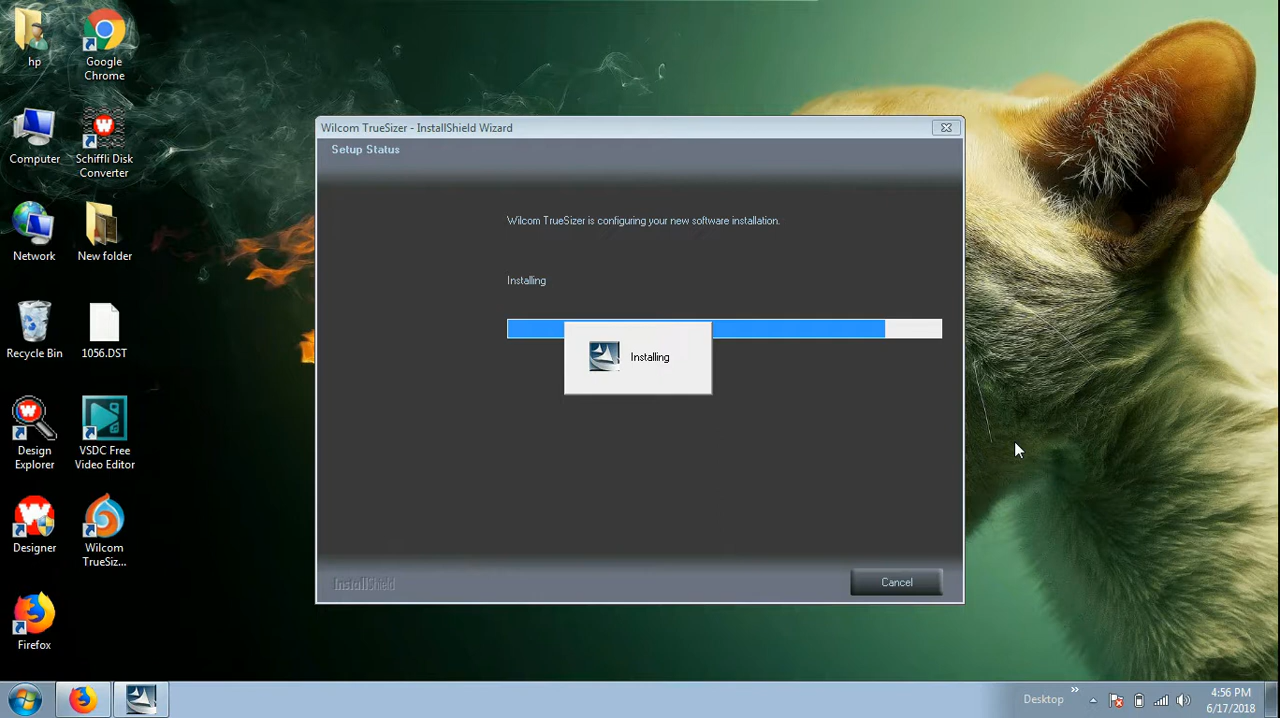 hp
Google
Chrome
Computer
Schiffli Disk
Converter
Network
New folder
Recycle Bin
1056.DST
Design
Explorer
VSDC Free
Video Editor
Designer
Wilcom
TrueSiz...
Firefox
Wilcom TrueSizer - InstallShield Wizard
Setup Status
Wilcom TrueSizer is configuring your new software installation.
Installing
Installing
InstallShield
Cancel
Desktop
4:56 PM
6/17/2018